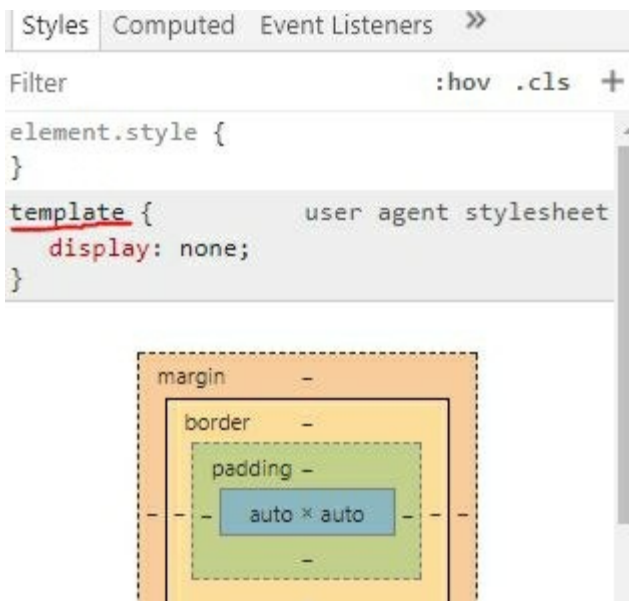 Styles Computed Event Listeners »
Filter :hov .cls +
element.style {
}
template { user agent stylesheet
display: none;
}
margin –
border –
padding –
– – – auto × auto – – –
–